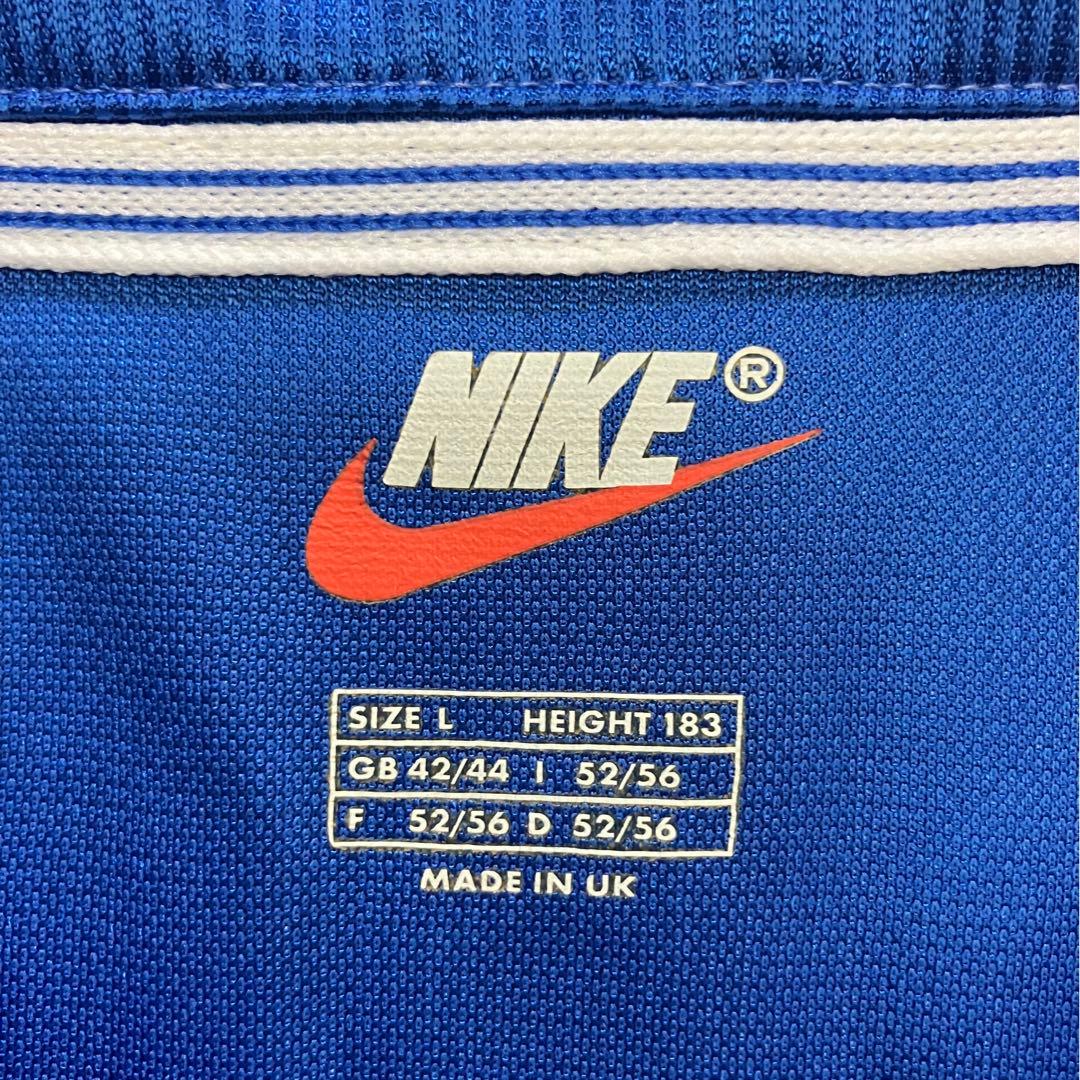 NIKE®
SIZE L HEIGHT 183
GB 42/44 I 52/56
F 52/56 D 52/56
MADE IN UK